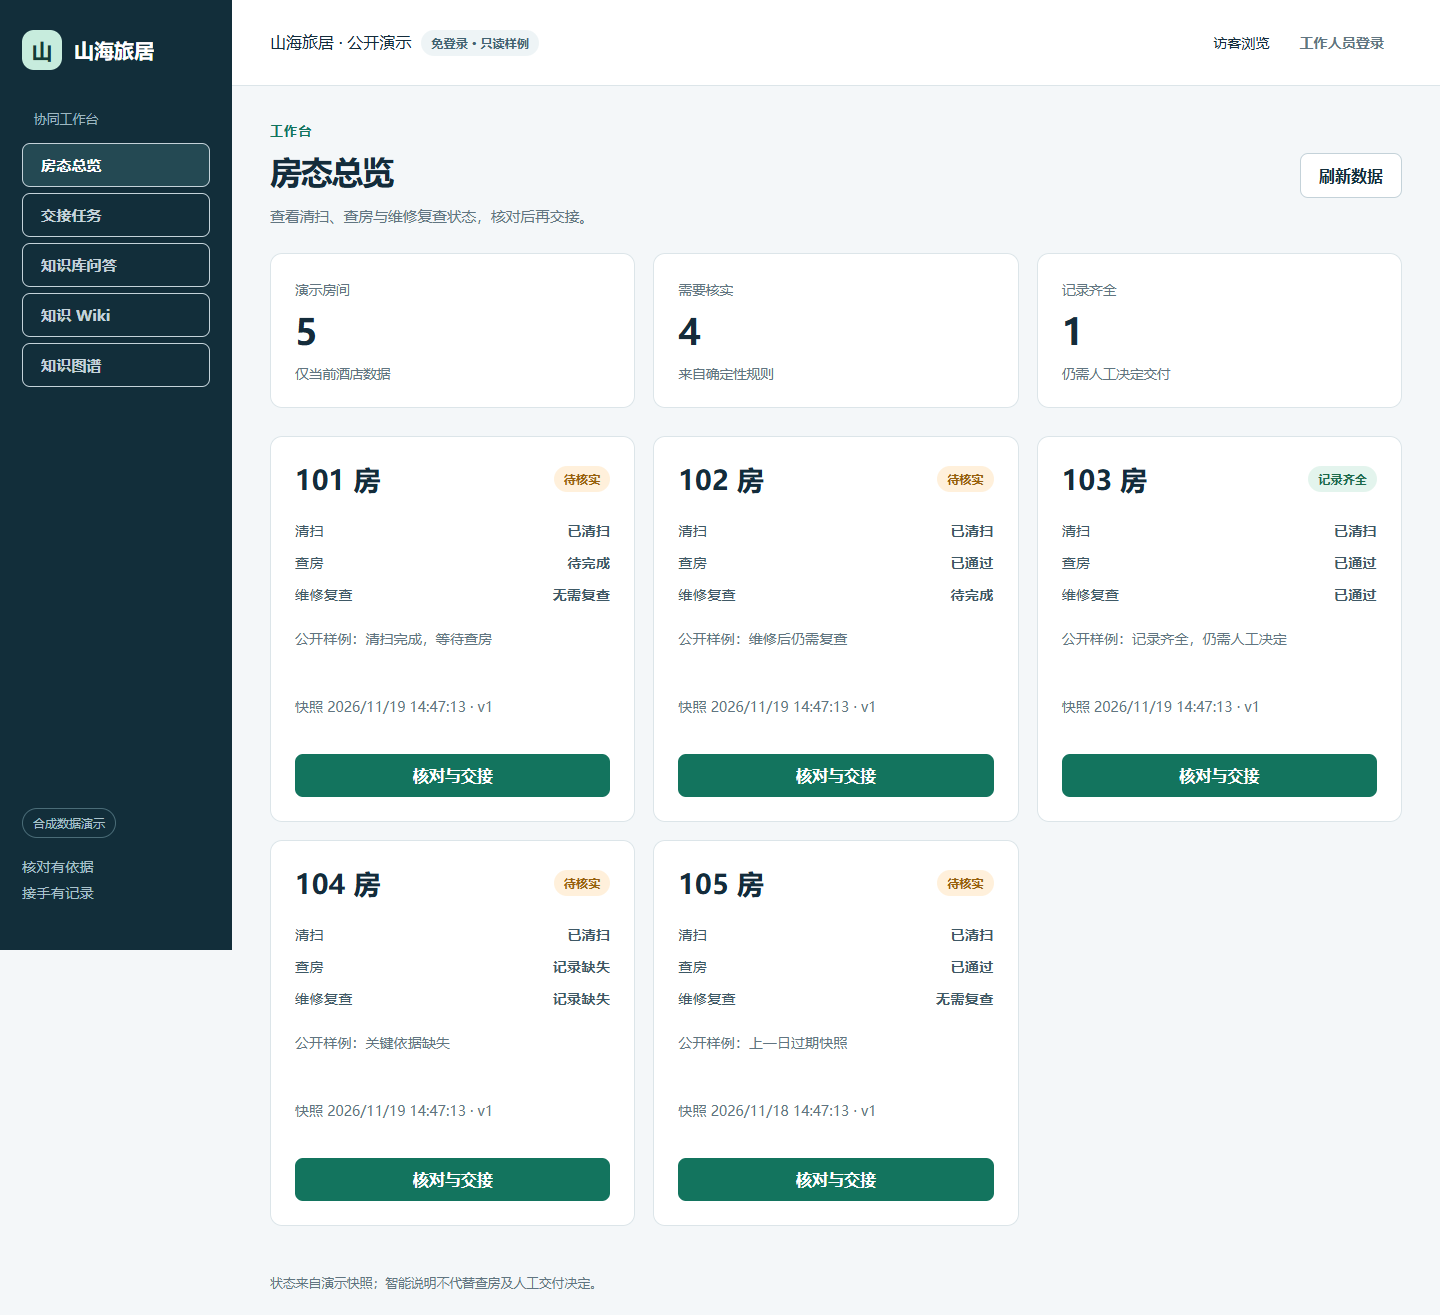 山 山海旅居
协同工作台
房态总览
交接任务
知识库问答
知识 Wiki
知识图谱
合成数据演示
核对有依据
接手有记录
山海旅居 · 公开演示 免登录 · 只读样例 访客浏览 工作人员登录
工作台
房态总览
刷新数据
查看清扫、查房与维修复查状态，核对后再交接。
演示房间
5
仅当前酒店数据
需要核实
4
来自确定性规则
记录齐全
1
仍需人工决定交付
101 房 待核实
清扫 已清扫
查房 待完成
维修复查 无需复查
公开样例：清扫完成，等待查房
快照 2026/11/19 14:47:13 · v1
核对与交接
102 房 待核实
清扫 已清扫
查房 已通过
维修复查 待完成
公开样例：维修后仍需复查
快照 2026/11/19 14:47:13 · v1
核对与交接
103 房 记录齐全
清扫 已清扫
查房 已通过
维修复查 已通过
公开样例：记录齐全，仍需人工决定
快照 2026/11/19 14:47:13 · v1
核对与交接
104 房 待核实
清扫 已清扫
查房 记录缺失
维修复查 记录缺失
公开样例：关键依据缺失
快照 2026/11/19 14:47:13 · v1
核对与交接
105 房 待核实
清扫 已清扫
查房 已通过
维修复查 无需复查
公开样例：上一日过期快照
快照 2026/11/18 14:47:13 · v1
核对与交接
状态来自演示快照；智能说明不代替查房及人工交付决定。